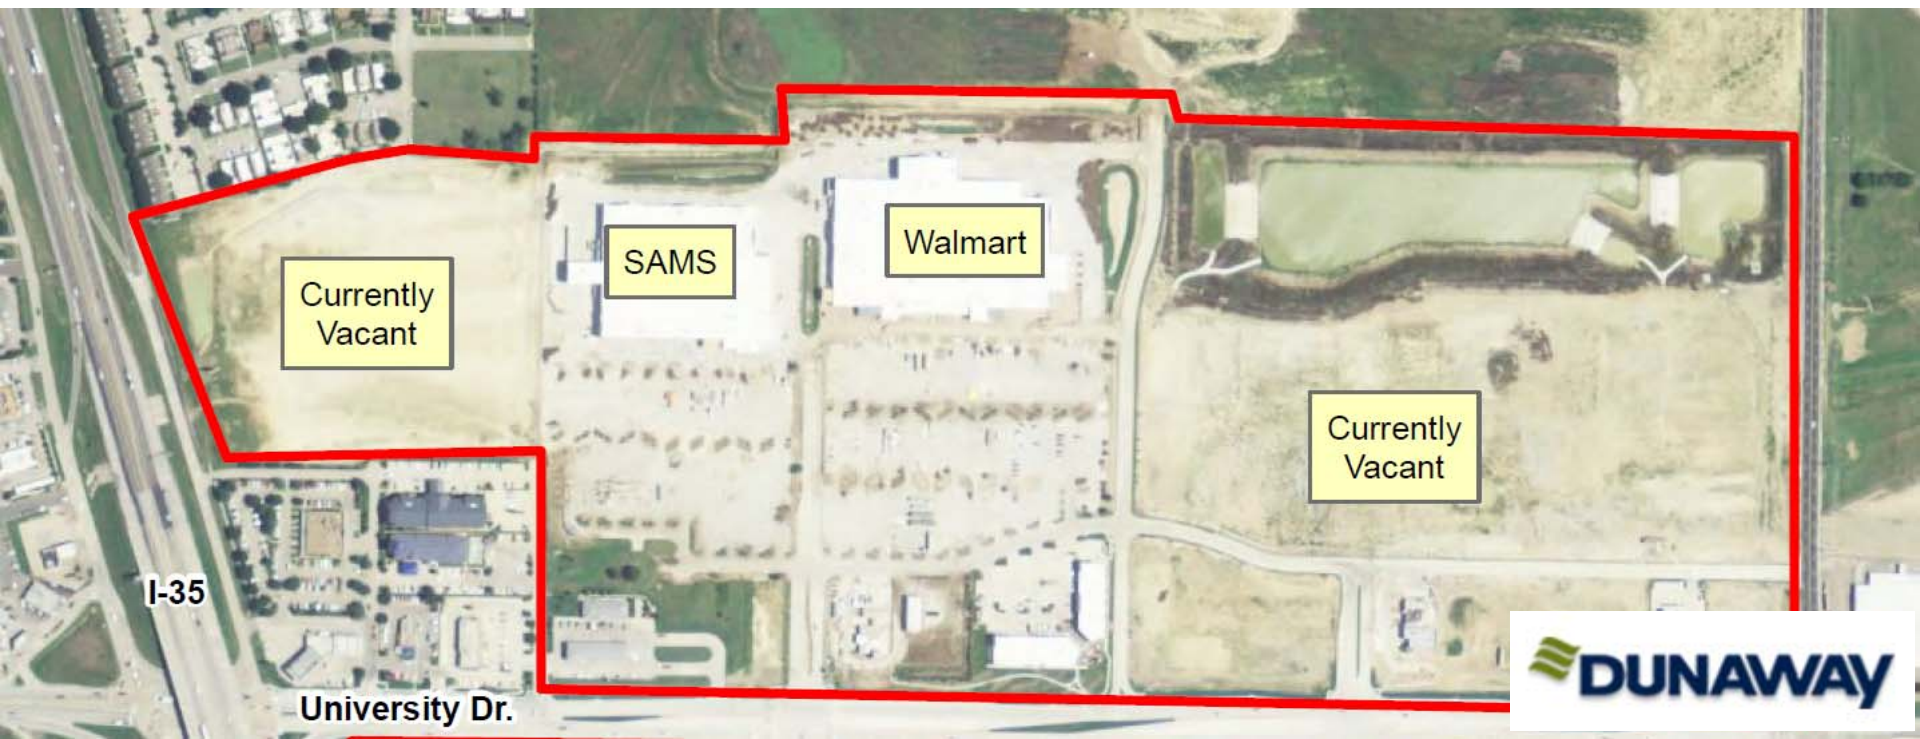 Currently
Vacant
SAMS
Walmart
Currently
Vacant
I-35
University Dr.
DUNAWAY